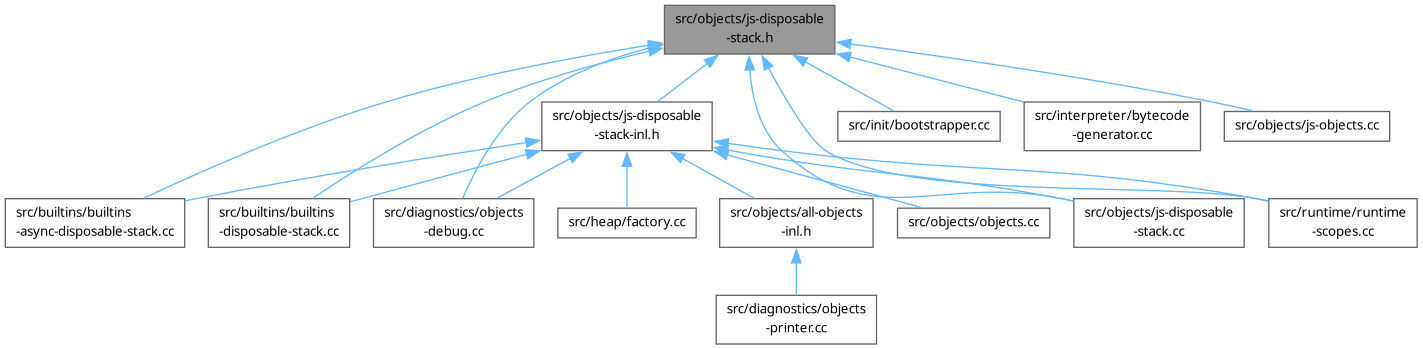 src/objects/js-disposable
-stack.h
src/objects/js-disposable
-stack-inl.h
src/init/bootstrapper.cc
src/interpreter/bytecode
-generator.cc
src/objects/js-objects.cc
src/builtins/builtins
-async-disposable-stack.cc
src/builtins/builtins
-disposable-stack.cc
src/diagnostics/objects
-debug.cc
src/heap/factory.cc
src/objects/all-objects
-inl.h
src/objects/objects.cc
src/objects/js-disposable
-stack.cc
src/runtime/runtime
-scopes.cc
src/diagnostics/objects
-printer.cc